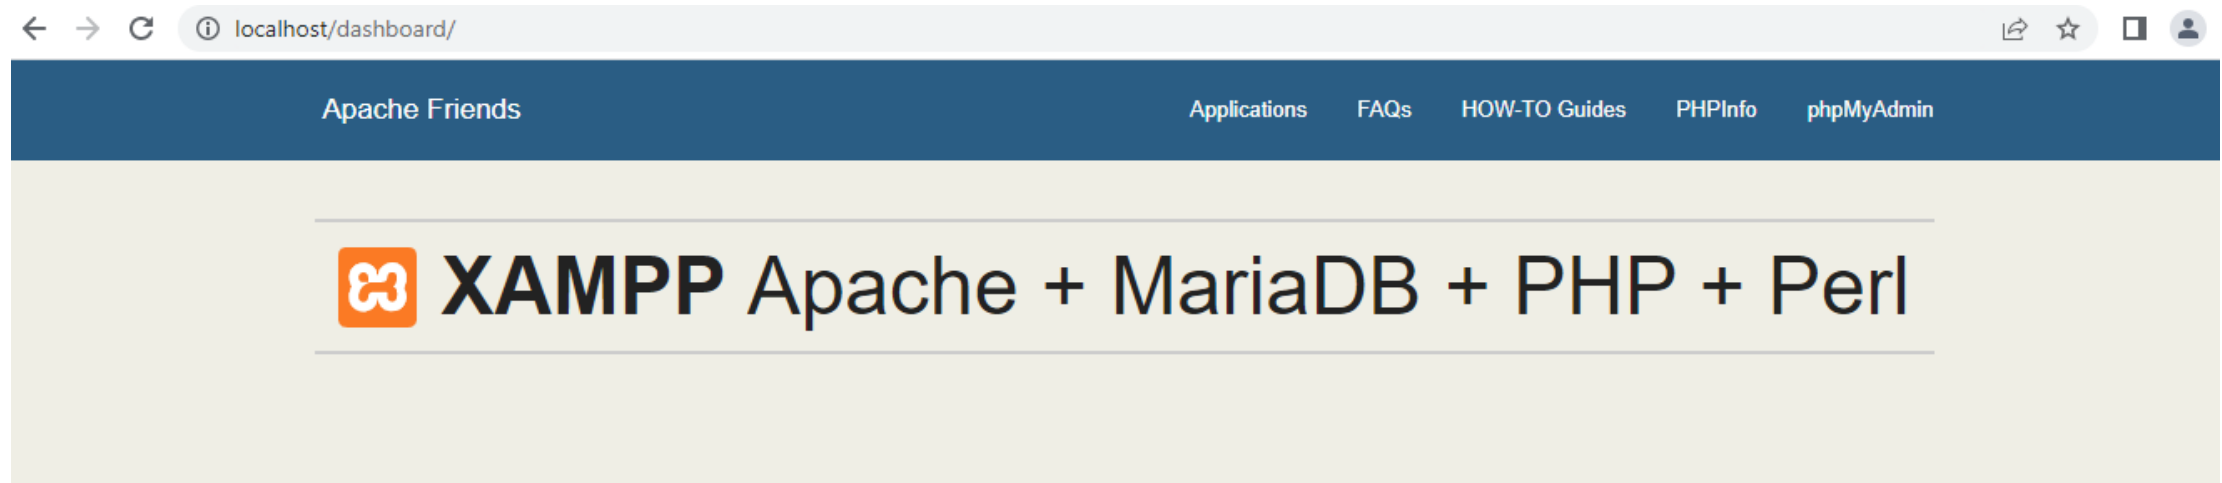 localhost/dashboard/
Apache Friends Applications FAQs HOW-TO Guides PHPInfo phpMyAdmin
XAMPP Apache + MariaDB + PHP + Perl